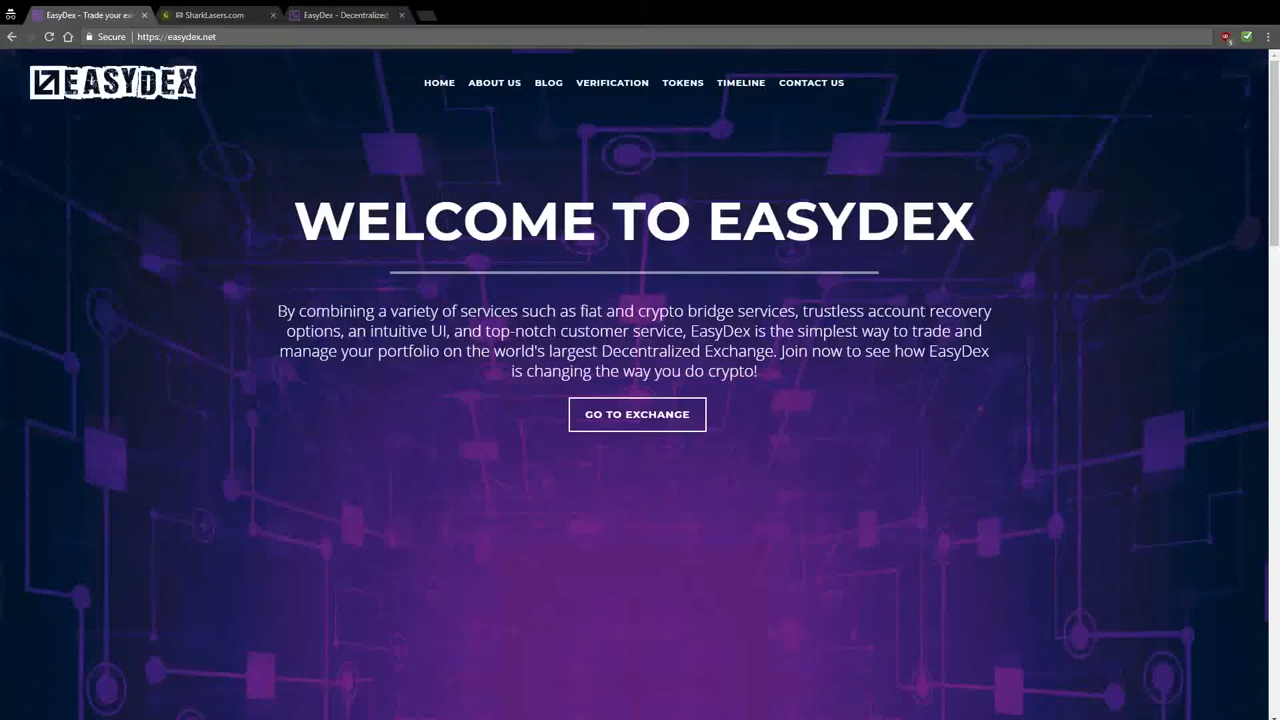 EasyDex - Trade your ex
SharkLasers.com
EasyDex - Decentralized
Secure
https://easydex.net
EASYDEX
HOME ABOUT US BLOG VERIFICATION TOKENS TIMELINE CONTACT US
WELCOME TO EASYDEX
By combining a variety of services such as fiat and crypto bridge services, trustless account recovery
options, an intuitive UI, and top-notch customer service, EasyDex is the simplest way to trade and
manage your portfolio on the world's largest Decentralized Exchange. Join now to see how EasyDex
is changing the way you do crypto!
GO TO EXCHANGE